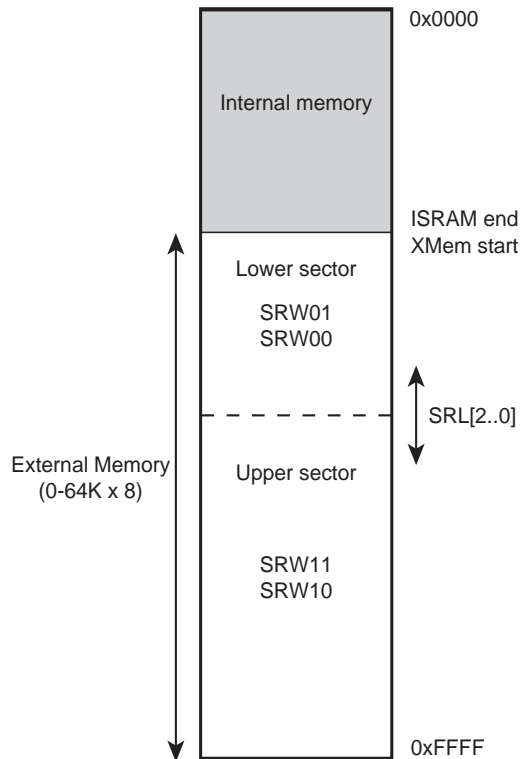 0x0000
Internal memory
ISRAM end
XMem start
Lower sector
SRW01
SRW00
SRL[2..0]
External Memory
(0-64K x 8)
Upper sector
SRW11
SRW10
0xFFFF